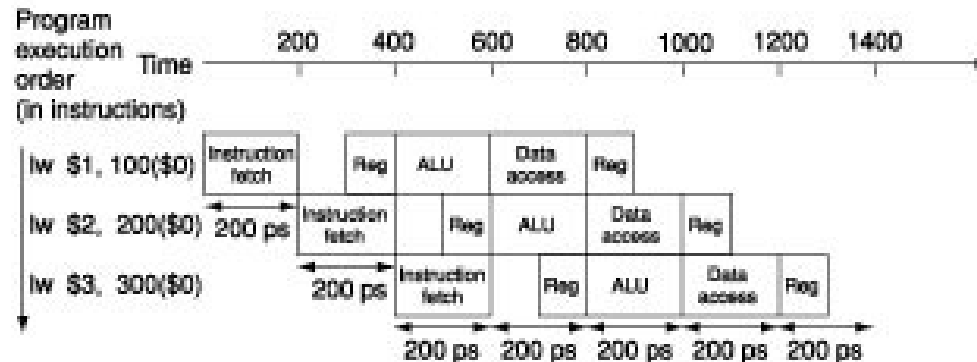 Program
execution
order
(in instructions)
Time
200 400 600 800 1000 1200 1400
lw $1, 100($0) Instruction fetch Reg ALU Data access Reg
lw $2, 200($0) 200 ps Instruction fetch Reg ALU Data access Reg
lw $3, 300($0) 200 ps Instruction fetch Reg ALU Data access Reg
200 ps 200 ps 200 ps 200 ps 200 ps